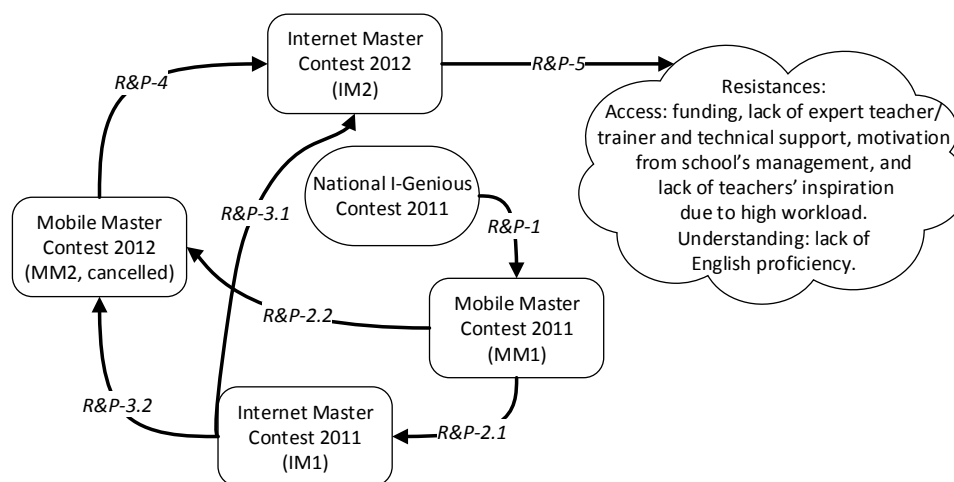 Internet Master
Contest 2012
(IM2)
R&P-4
R&P-5
Resistances:
Access: funding, lack of expert teacher/
trainer and technical support, motivation
from school’s management, and
lack of teachers’ inspiration
due to high workload.
Understanding: lack of
English proficiency.
National I-Genious
Contest 2011
R&P-3.1
R&P-1
Mobile Master
Contest 2012
(MM2, cancelled)
R&P-2.2
Mobile Master
Contest 2011
(MM1)
R&P-3.2
Internet Master
Contest 2011
(IM1)
R&P-2.1